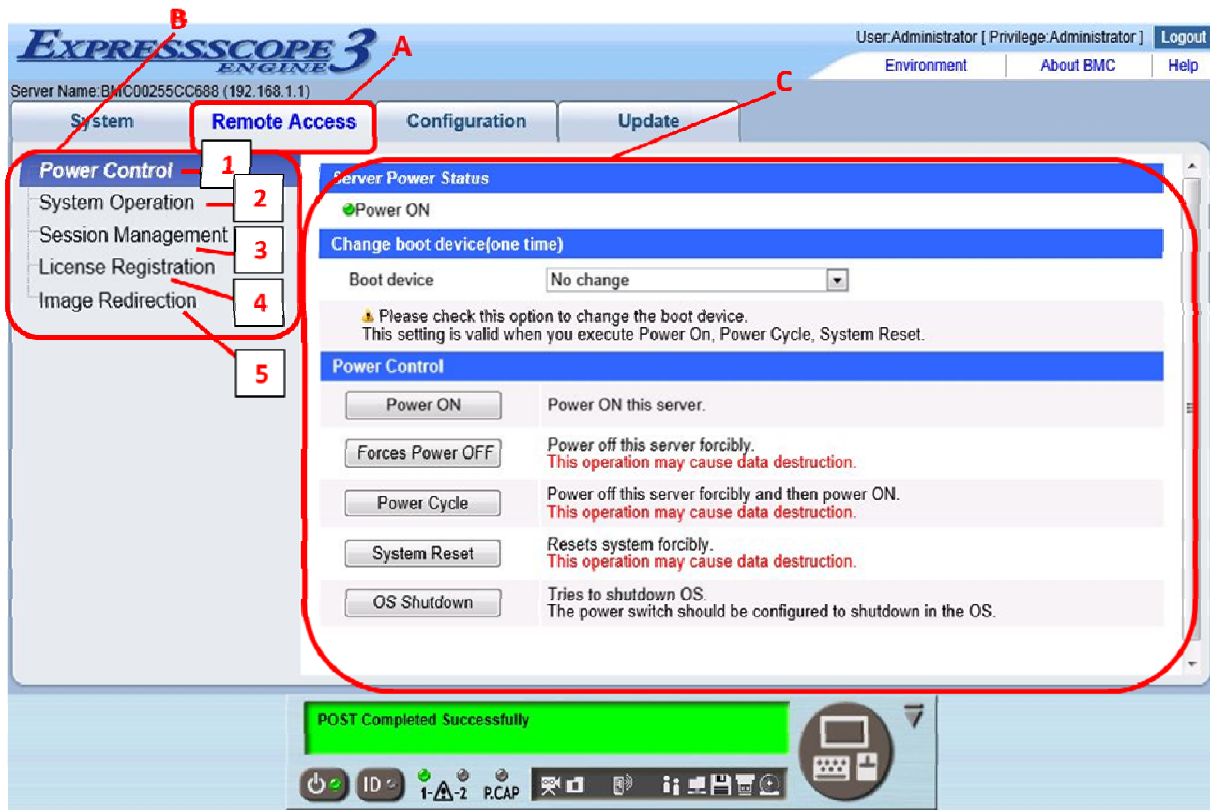 B
EXPRESSSCOPE 3
ENGINE
A
User:Administrator [ Privilege:Administrator ] Logout
Environment About BMC Help
C
Server Name:BMC00255CC688 (192.168.1.1)
System Remote Access Configuration Update
Power Control 1
System Operation 2
Session Management 3
License Registration 4
Image Redirection 5
Server Power Status
Power ON
Change boot device(one time)
Boot device No change
Please check this option to change the boot device.
This setting is valid when you execute Power On, Power Cycle, System Reset.
Power Control
Power ON Power ON this server.
Forces Power OFF Power off this server forcibly.
This operation may cause data destruction.
Power Cycle Power off this server forcibly and then power ON.
This operation may cause data destruction.
System Reset Resets system forcibly.
This operation may cause data destruction.
OS Shutdown Tries to shutdown OS.
The power switch should be configured to shutdown in the OS.
POST Completed Successfully
ID 1- -2 P.CAP